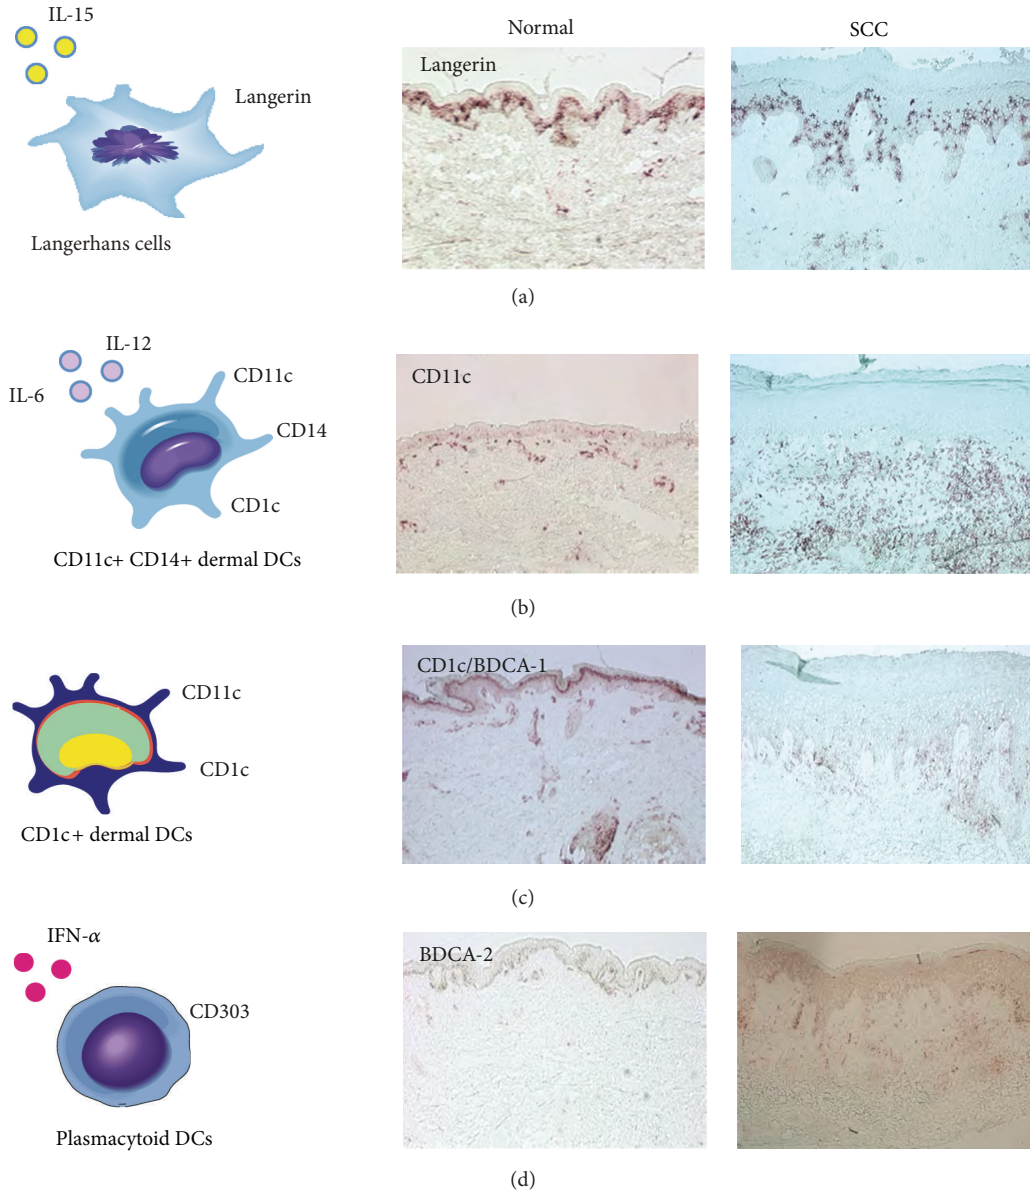 IL-15
Normal
SCC
Langerin
Langerin
Langerhans cells
(a)
IL-12
IL-6
CD11c
CD14
CD1c
CD11c
CD11c+ CD14+ dermal DCs
(b)
CD1c/BDCA-1
CD11c
CD1c
CD1c+ dermal DCs
(c)
IFN-α
BDCA-2
CD303
Plasmacytoid DCs
(d)